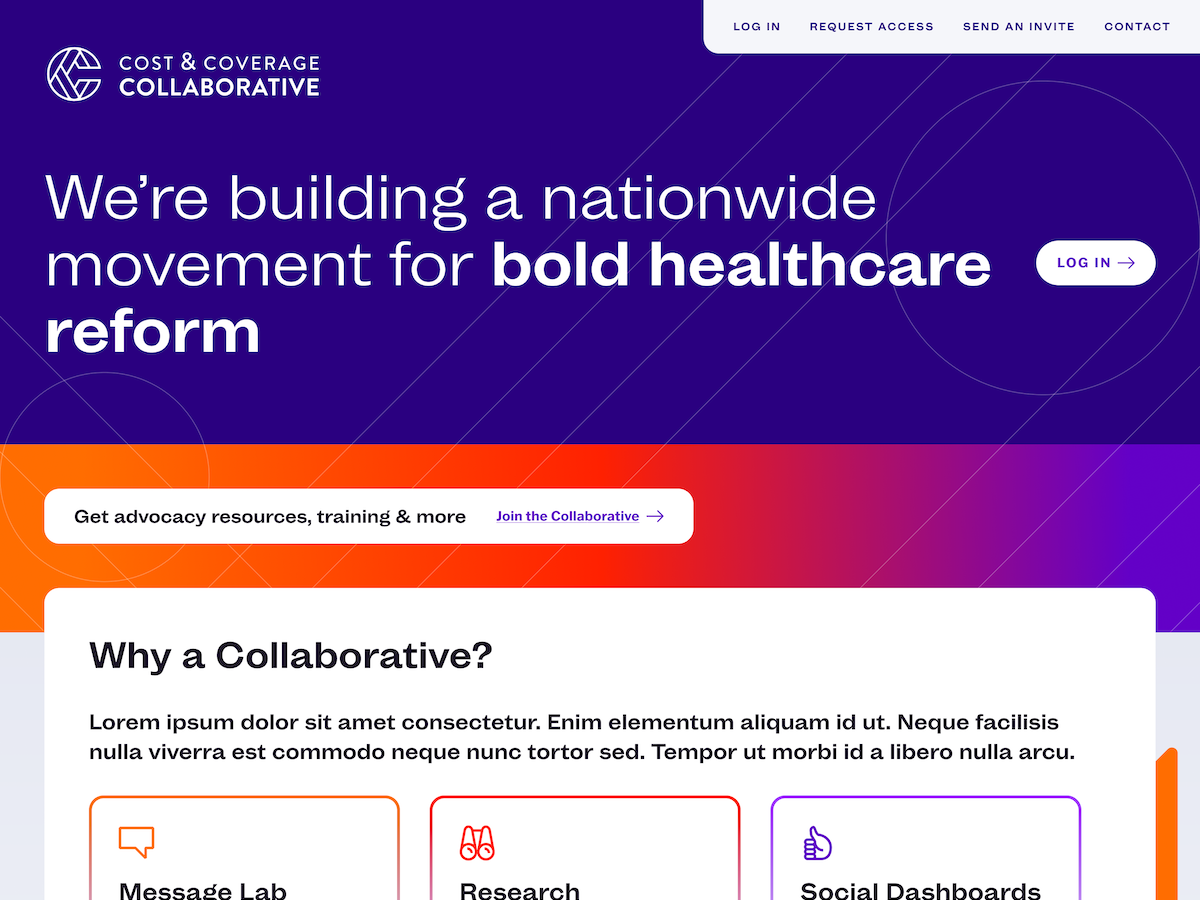 LOG IN REQUEST ACCESS SEND AN INVITE CONTACT
COST & COVERAGE
COLLABORATIVE
We’re building a nationwide
movement for bold healthcare
reform
LOG IN
Get advocacy resources, training & more Join the Collaborative
Why a Collaborative?
Lorem ipsum dolor sit amet consectetur. Enim elementum aliquam id ut. Neque facilisis
nulla viverra est commodo neque nunc tortor sed. Tempor ut morbi id a libero nulla arcu.
Message Lab
Research
Social Dashboards